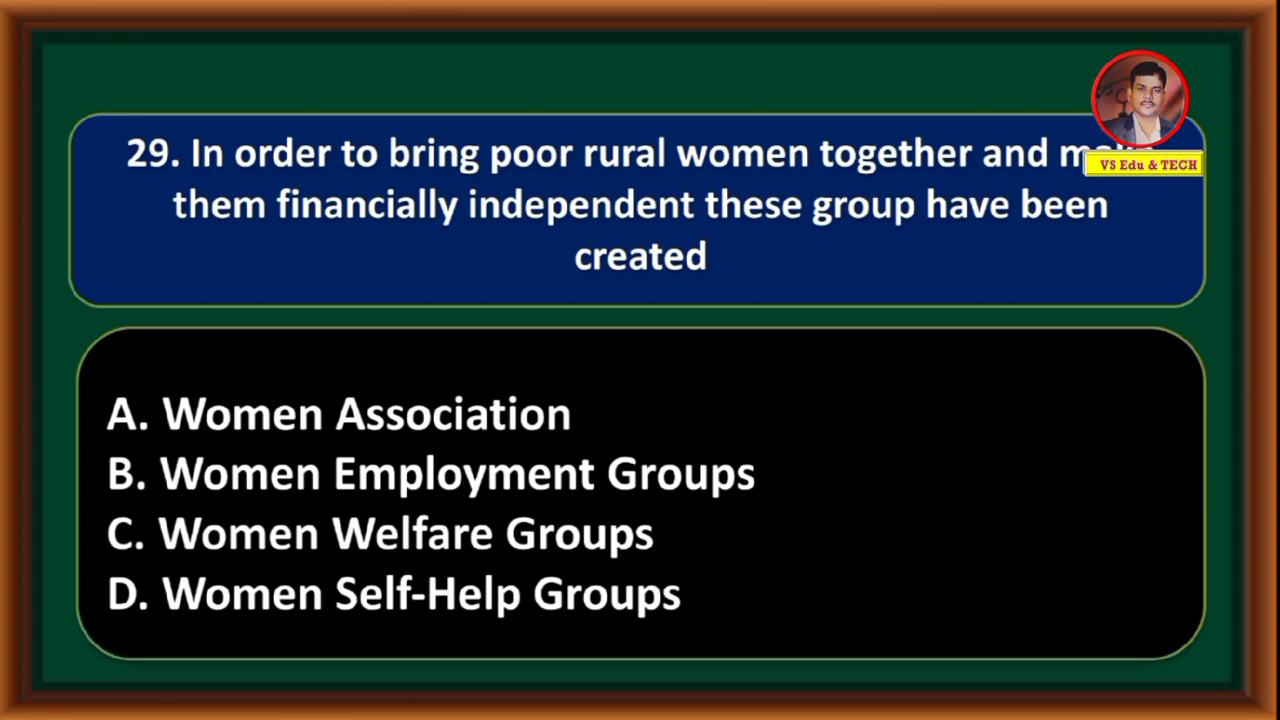 29. In order to bring poor rural women together and
VS Edu & TECH
them financially independent these group have been
created
A. Women Association
B. Women Employment Groups
C. Women Welfare Groups
D. Women Self-Help Groups